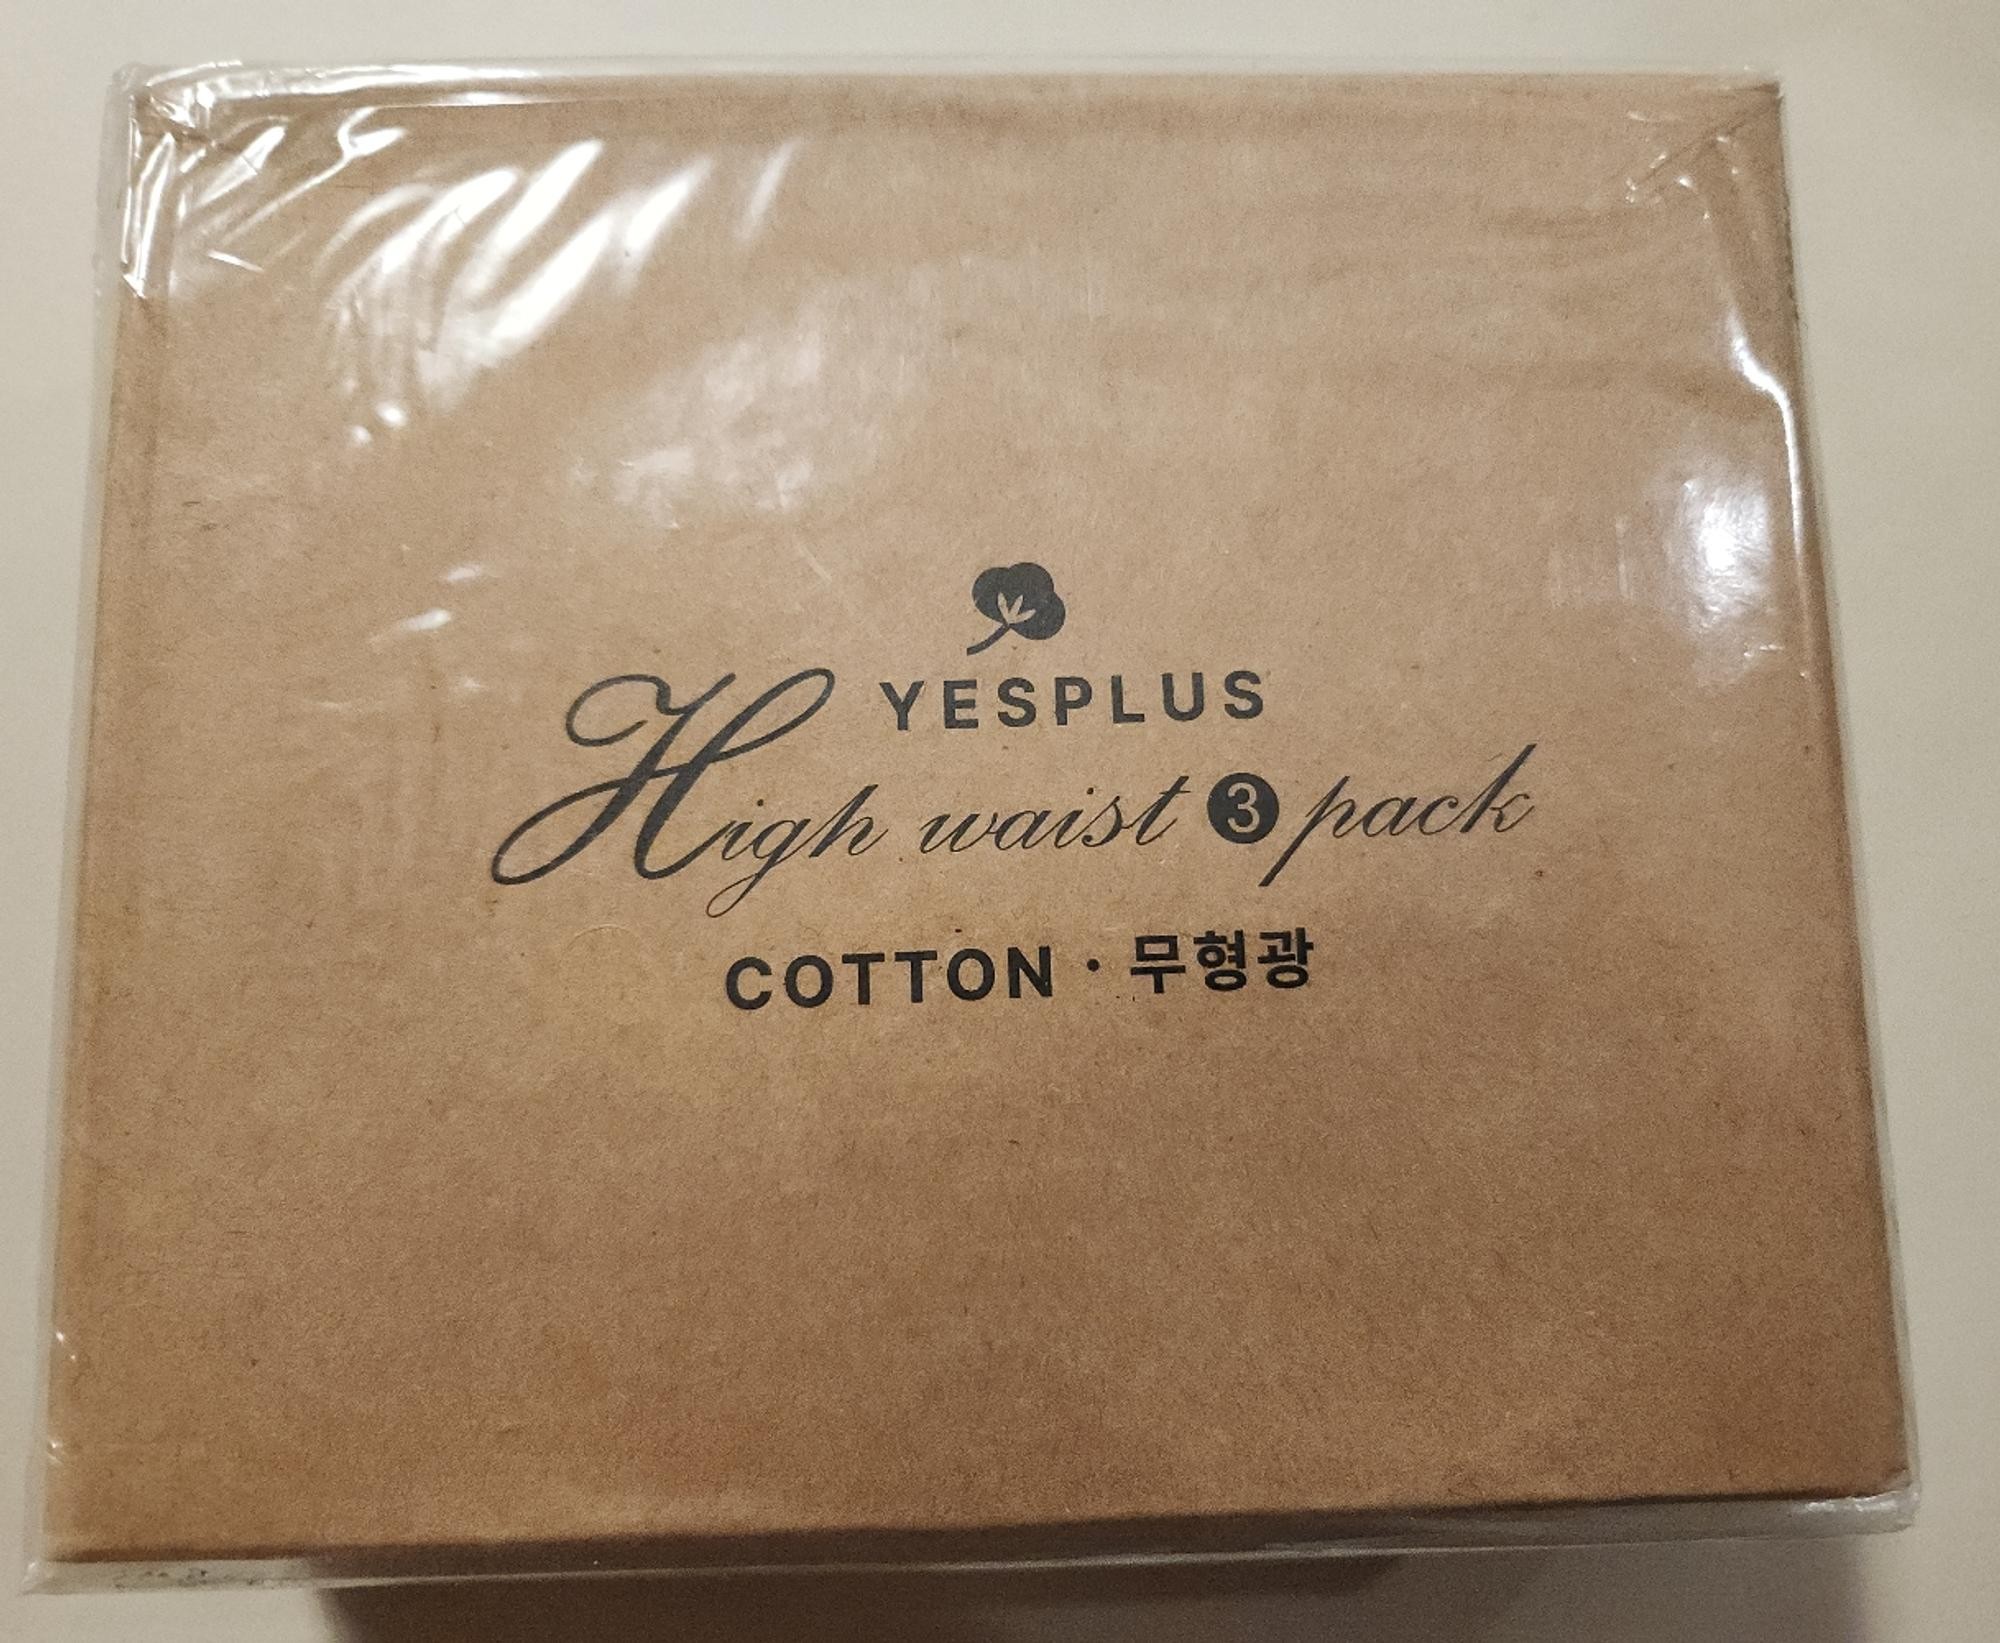 YESPLUS
High waist 3 pack
COTTON · 무형광